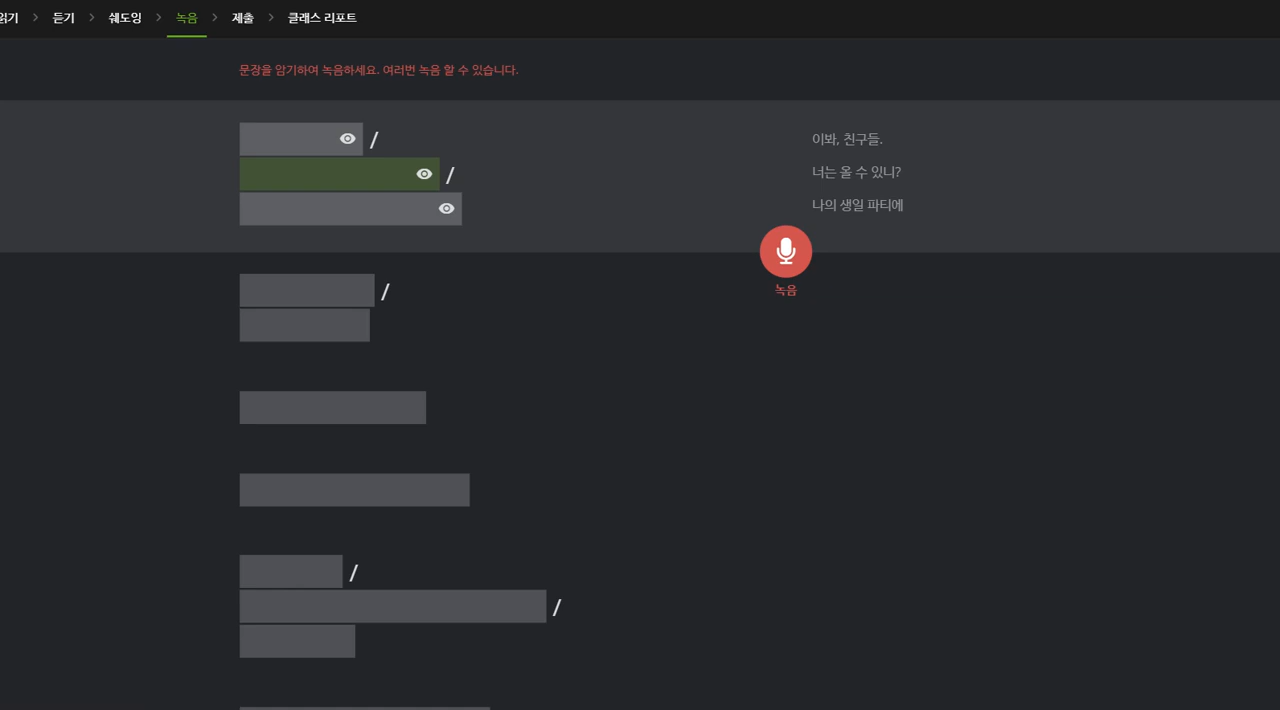 읽기 > 듣기 > 쉐도잉 > 녹음 > 제출 > 클래스 리포트
문장을 암기하여 녹음하세요. 여러번 녹음 할 수 있습니다.
/
이봐, 친구들.
/
너는 올 수 있니?
나의 생일 파티에
녹음
/
/
/